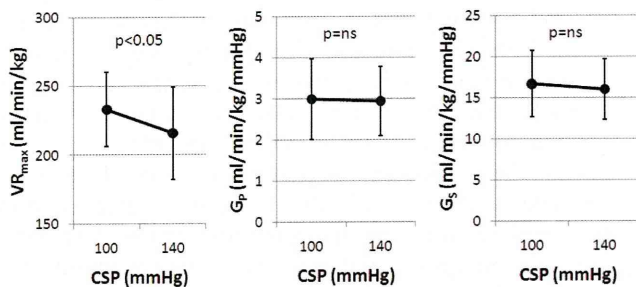 VRmax (ml/min/kg)
300
250
200
150
p<0.05
100
140
CSP (mmHg)
GP (ml/min/kg/mmHg)
5
4
3
2
1
0
p=ns
100
140
CSP (mmHg)
GS (ml/min/kg/mmHg)
25
20
15
10
5
0
p=ns
100
140
CSP (mmHg)